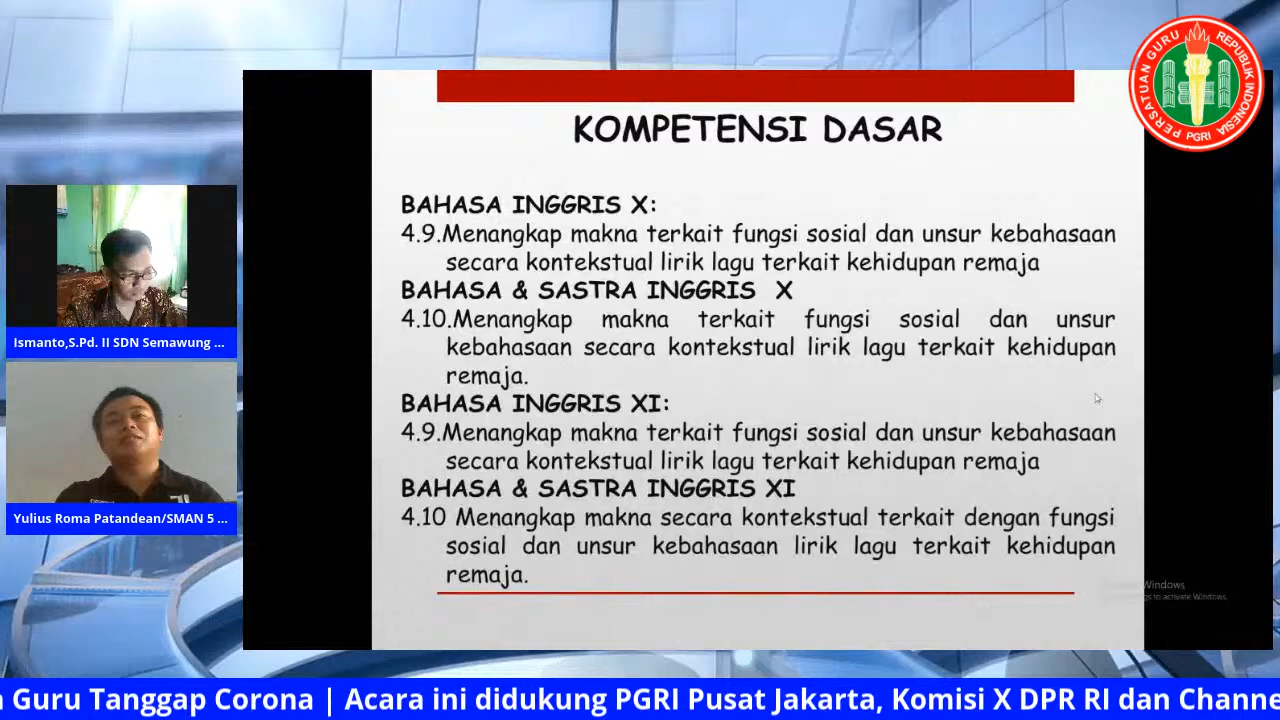 PERSATUAN GURU REPUBLIK INDONESIA
PGRI
KOMPETENSI DASAR
BAHASA INGGRIS X:
4.9.Menangkap makna terkait fungsi sosial dan unsur kebahasaan
secara kontekstual lirik lagu terkait kehidupan remaja
BAHASA & SASTRA INGGRIS X
4.10.Menangkap makna terkait fungsi sosial dan unsur
kebahasaan secara kontekstual lirik lagu terkait kehidupan
remaja.
BAHASA INGGRIS XI:
4.9.Menangkap makna terkait fungsi sosial dan unsur kebahasaan
secara kontekstual lirik lagu terkait kehidupan remaja
BAHASA & SASTRA INGGRIS XI
4.10 Menangkap makna secara kontekstual terkait dengan fungsi
sosial dan unsur kebahasaan lirik lagu terkait kehidupan
remaja.
Ismanto,S.Pd. II SDN Semawung ...
Yulius Roma Patandean/SMAN 5 ...
Windows
to activate Windows.
Guru Tanggap Corona | Acara ini didukung PGRI Pusat Jakarta, Komisi X DPR RI dan Channe